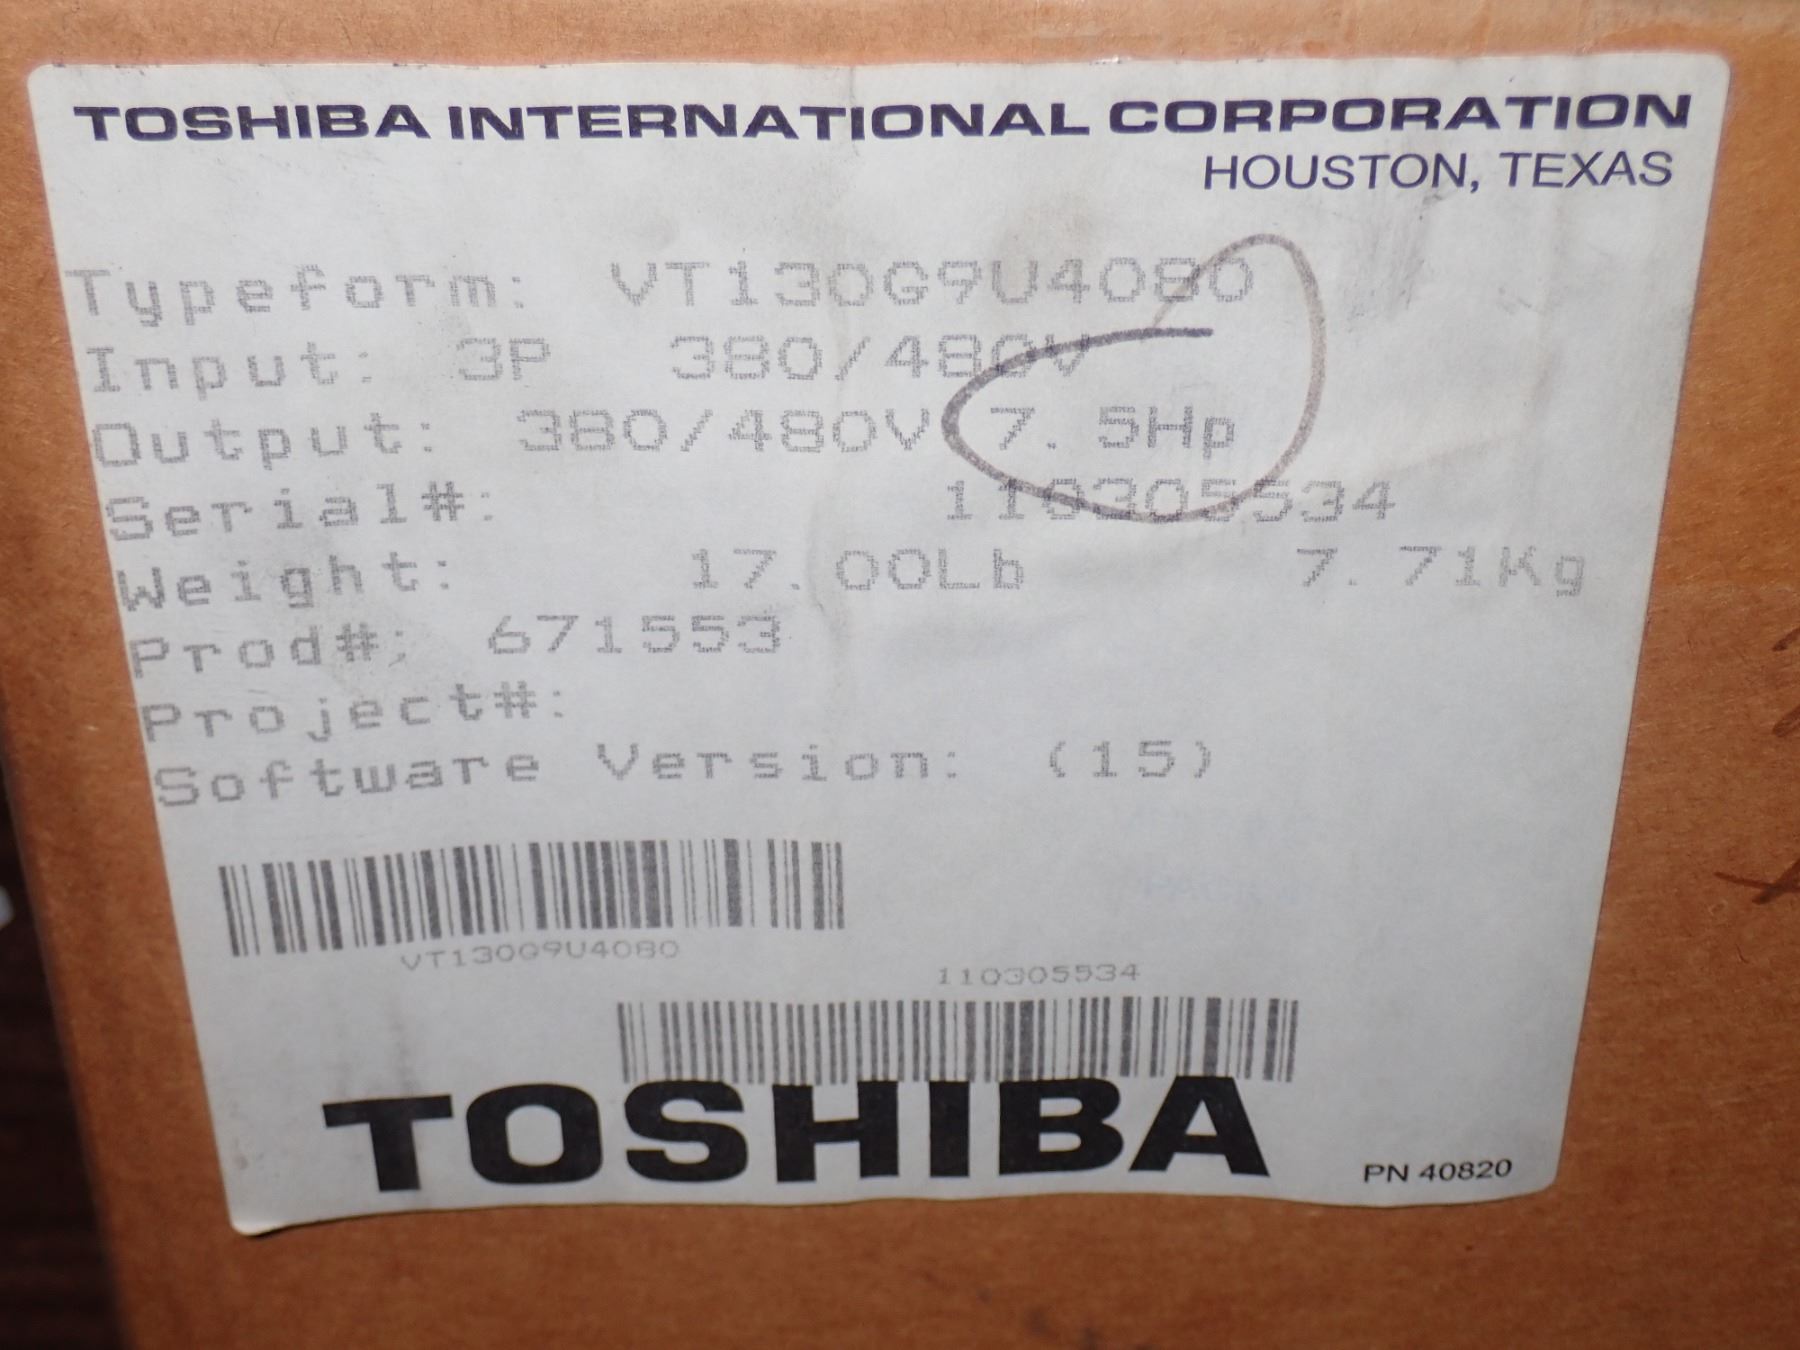 TOSHIBA INTERNATIONAL CORPORATION
HOUSTON, TEXAS
Typeform: VT130G9U4080
Input: 3P 380/480V
Output: 380/480V 7.5Hp
Serial#: 110305534
Weight: 17.00Lb 7.71Kg
Prod#: 671553
Project#:
Software Version: (15)
VT130G9U4080
110305534
TOSHIBA
PN 40820